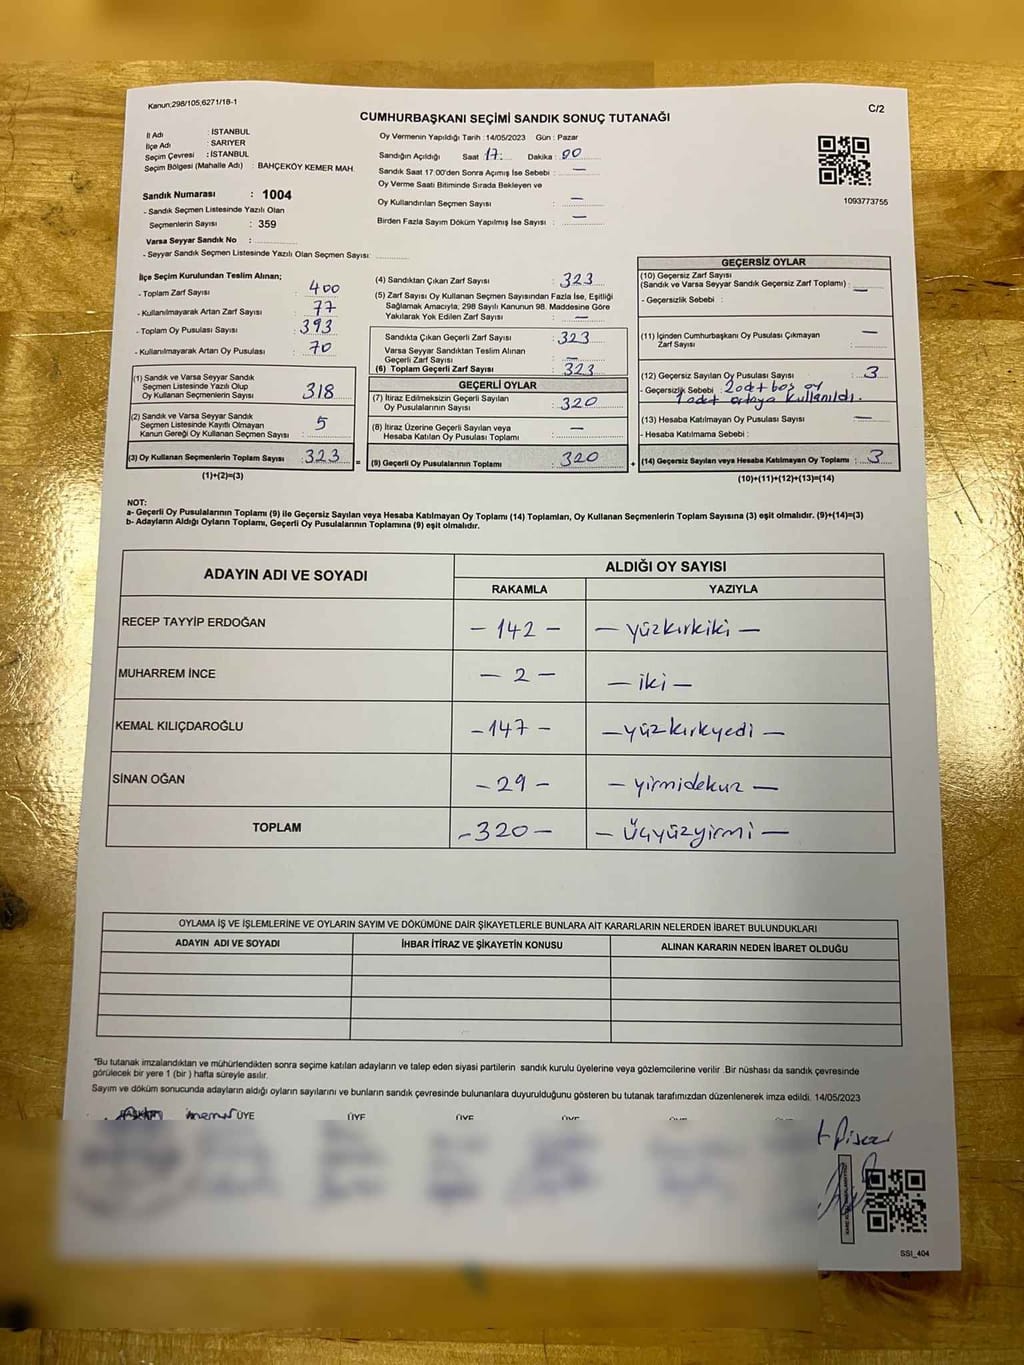 Kanun;298/105,6271/18-1
C/2
CUMHURBAŞKANI SEÇİMİ SANDIK SONUÇ TUTANAĞI
İl Adı : İSTANBUL
İlçe Adı : SARIYER
Seçim Çevresi : İSTANBUL
Seçim Bölgesi (Mahalle Adı) : BAHÇEKÖY KEMER MAH.
Sandık Numarası : 1004
- Sandık Seçmen Listesinde Yazılı Olan
Seçmenlerin Sayısı : 359
Varsa Seyyar Sandık No :
- Seyyar Sandık Seçmen Listesinde Yazılı Olan Seçmen Sayısı:
Oy Vermenin Yapıldığı Tarih :14/05/2023 Gün : Pazar
Sandığın Açıldığı Saat :17: Dakika : 00
Sandık Saat 17:00'den Sonra Açımış İse Sebebi : —
Oy Verme Saati Bitiminde Sırada Bekleyen ve
Oy Kullandırılan Seçmen Sayısı : —
Birden Fazla Sayım Döküm Yapılmış İse Sayısı : —
1093773755
İlçe Seçim Kurulundan Teslim Alınan;
- Toplam Zarf Sayısı : 400
- Kullanılmayarak Artan Zarf Sayısı : 77
- Toplam Oy Pusulası Sayısı : 393
- Kullanılmayarak Artan Oy Pusulası : 70
(1) Sandık ve Varsa Seyyar Sandık
Seçmen Listesinde Yazılı Olup
Oy Kullanan Seçmenlerin Sayısı : 318
(2) Sandık ve Varsa Seyyar Sandık
Seçmen Listesinde Kayıtlı Olmayan
Kanun Gereği Oy Kullanan Seçmen Sayısı : 5
(3) Oy Kullanan Seçmenlerin Toplam Sayısı : 323 =
(1)+(2)=(3)
(4) Sandıktan Çıkan Zarf Sayısı : 323
(5) Zarf Sayısı Oy Kullanan Seçmen Sayısından Fazla İse, Eşitliği
Sağlamak Amacıyla; 298 Sayılı Kanunun 98. Maddesine Göre
Yakılarak Yok Edilen Zarf Sayısı : —
Sandıkta Çıkan Geçerli Zarf Sayısı : 323
Varsa Seyyar Sandıktan Teslim Alınan
Geçerli Zarf Sayısı : —
(6) Toplam Geçerli Zarf Sayısı : 323
GEÇERLİ OYLAR
(7) İtiraz Edilmeksizin Geçerli Sayılan
Oy Pusulalarının Sayısı : 320
(8) İtiraz Üzerine Geçerli Sayılan veya
Hesaba Katılan Oy Pusulası Toplamı : —
(9) Geçerli Oy Pusulalarının Toplamı : 320 +
GEÇERSİZ OYLAR
(10) Geçersiz Zarf Sayısı
(Sandık ve Varsa Seyyar Sandık Geçersiz Zarf Toplamı) : —
- Geçersizlik Sebebi :
(11) İçinden Cumhurbaşkanı Oy Pusulası Çıkmayan
Zarf Sayısı : —
(12) Geçersiz Sayılan Oy Pusulası Sayısı : 3
- Geçersizlik Sebebi : 2 adet boş oy
1 adet ortaya kullanıldı.
(13) Hesaba Katılmayan Oy Pusulası Sayısı : —
- Hesaba Katılmama Sebebi :
(14) Geçersiz Sayılan veya Hesaba Katılmayan Oy Toplamı : 3
(10)+(11)+(12)+(13)=(14)
NOT:
a- Geçerli Oy Pusulalarının Toplamı (9) ile Geçersiz Sayılan veya Hesaba Katılmayan Oy Toplamı (14) Toplamları, Oy Kullanan Seçmenlerin Toplam Sayısına (3) eşit olmalıdır. (9)+(14)=(3)
b- Adayların Aldığı Oyların Toplamı, Geçerli Oy Pusulalarının Toplamına (9) eşit olmalıdır.
ADAYIN ADI VE SOYADI
ALDIĞI OY SAYISI
RAKAMLA YAZIYLA
RECEP TAYYİP ERDOĞAN – 142 – – yüzkırkiki –
MUHARREM İNCE – 2 – – iki –
KEMAL KILIÇDAROĞLU – 147 – – yüzkırkyedi –
SİNAN OĞAN – 29 – – yirmidokuz –
TOPLAM – 320 – – Üçyüzyirmi –
OYLAMA İŞ VE İŞLEMLERİNE VE OYLARIN SAYIM VE DÖKÜMÜNE DAİR ŞİKAYETLERLE BUNLARA AİT KARARLARIN NELERDEN İBARET BULUNDUKLARI
ADAYIN ADI VE SOYADI İHBAR İTİRAZ VE ŞİKAYETİN KONUSU ALINAN KARARIN NEDEN İBARET OLDUĞU
"Bu tutanak imzalandıktan ve mühürlendikten sonra seçime katılan adayların ve talep eden siyasi partilerin sandık kurulu üyelerine veya gözlemcilerine verilir .Bir nüshası da sandık çevresinde
görülecek bir yere 1 (bir ) hafta süreyle asılır.
Sayım ve döküm sonucunda adayların aldığı oyların sayılarını ve bunların sandık çevresinde bulunanlara duyurulduğunu gösteren bu tutanak tarafımızdan düzenlenerek imza edildi. 14/05/2023
BAŞKAN ÜYE ÜYE ÜYE ÜYE ÜYE ÜYE
SSI_404